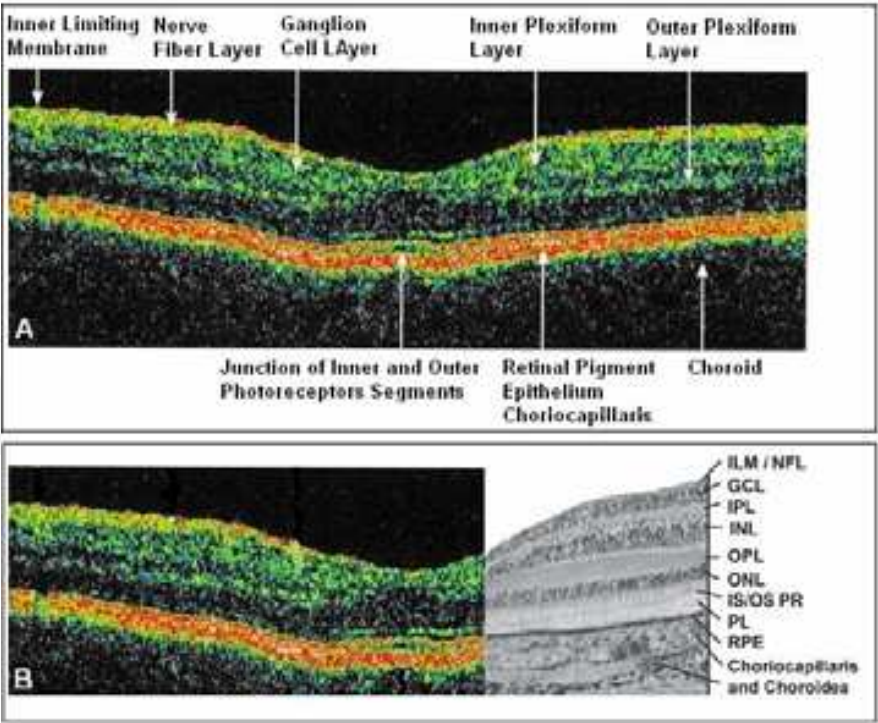 Inner Limiting
Membrane
Nerve
Fiber Layer
Ganglion
Cell LAyer
Inner Plexiform
Layer
Outer Plexiform
Layer
A
Junction of Inner and Outer
Photoreceptors Segments
Retinal Pigment
Epithelium
Choriocapillaris
Choroid
B
ILM / NFL
GCL
IPL
INL
OPL
ONL
IS/OS PR
PL
RPE
Choriocapillaris
and Choroidea